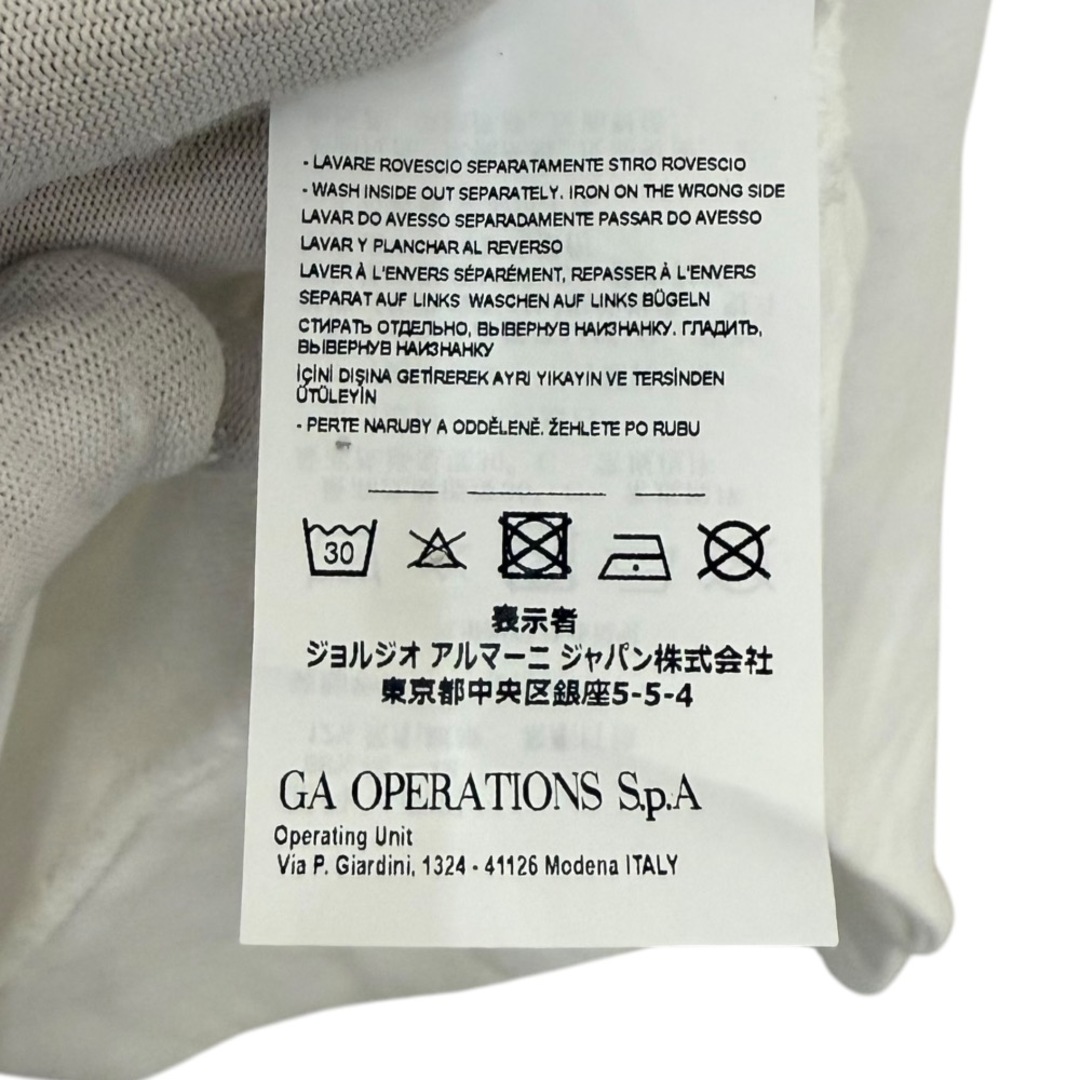 - LAVARE ROVESCIO SEPARATAMENTE STIRO ROVESCIO
- WASH INSIDE OUT SEPARATELY. IRON ON THE WRONG SIDE
LAVAR DO AVESSO SEPARADAMENTE PASSAR DO AVESSO
LAVAR Y PLANCHAR AL REVERSO
LAVER À L'ENVERS SÉPARÉMENT, REPASSER À L'ENVERS
SEPARAT AUF LINKS WASCHEN AUF LINKS BÜGELN
СТИРАТЬ ОТДЕЛЬНО, ВЫВЕРНУВ НАИЗНАНКУ. ГЛАДИТЬ,
ВЫВЕРНУВ НАИЗНАНКУ
İÇİNİ DIŞINA GETİREREK AYRI YIKAYIN VE TERSİNDEN
ÜTÜLEYİN
- PERTE NARUBY A ODDĚLENĚ. ŽEHLETE PO RUBU
30
表示者
ジョルジオ アルマーニ ジャパン株式会社
東京都中央区銀座5-5-4
GA OPERATIONS S.p.A
Operating Unit
Via P. Giardini, 1324 - 41126 Modena ITALY